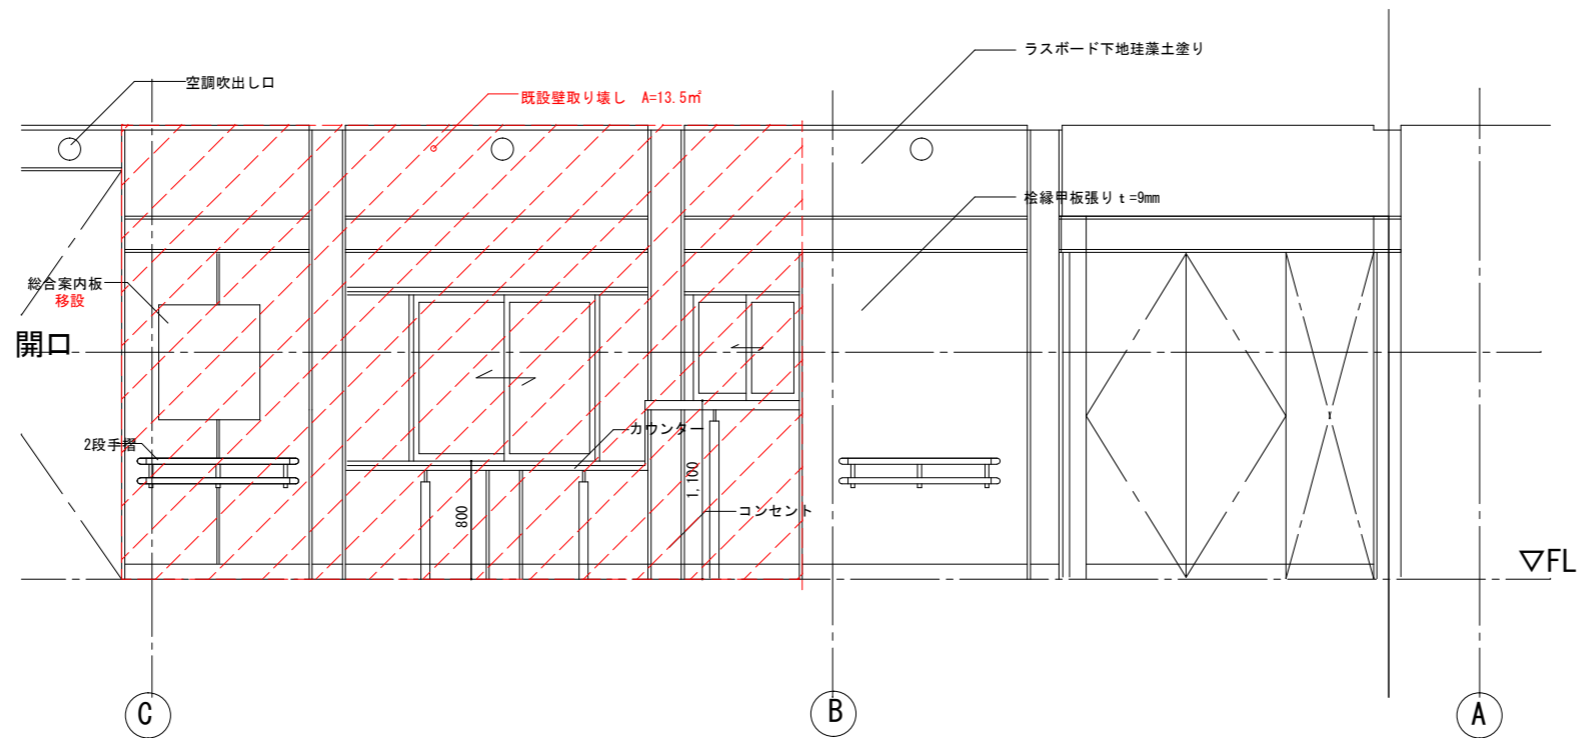 ラスボード下地珪藻土塗り
空調吹出し口
既設壁取り壊し　A=13.5㎡
桧縁甲板張りｔ=9mm
総合案内板
移設
開口
2段手摺
カウンター
1,100
800
コンセント
▽FL
C
B
A